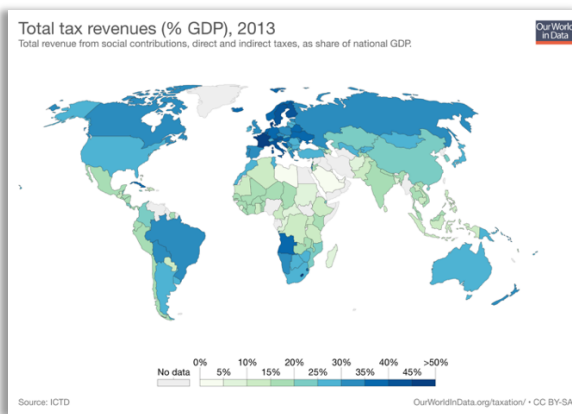 Total tax revenues (% GDP), 2013
Total revenue from social contributions, direct and indirect taxes, as share of national GDP.
Our World
in Data
No data
0% 10% 20% 30% 40% >50%
5% 15% 25% 35% 45%
Source: ICTD
OurWorldInData.org/taxation/ • CC BY-SA